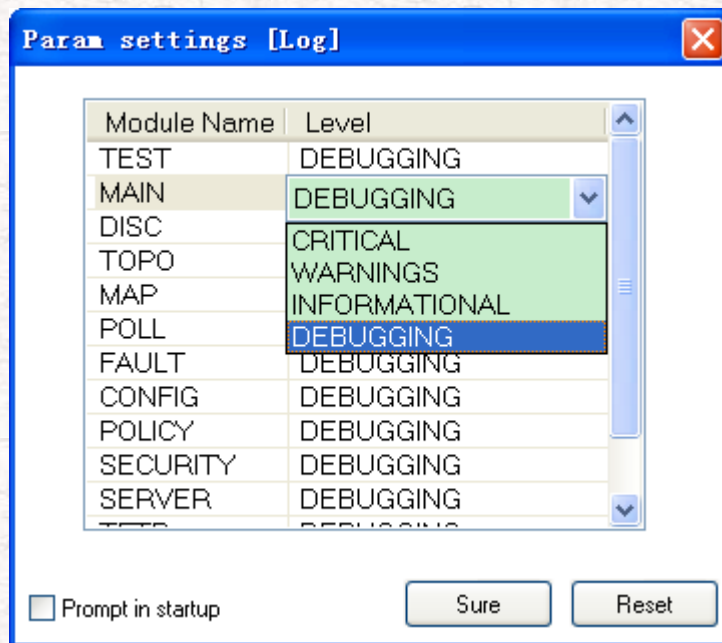 Param settings [Log]
Module Name Level
TEST DEBUGGING
MAIN DEBUGGING
DISC
CRITICAL
TOPO
WARNINGS
MAP
INFORMATIONAL
POLL
DEBUGGING
FAULT DEBUGGING
CONFIG DEBUGGING
POLICY DEBUGGING
SECURITY DEBUGGING
SERVER DEBUGGING
Prompt in startup
Sure
Reset